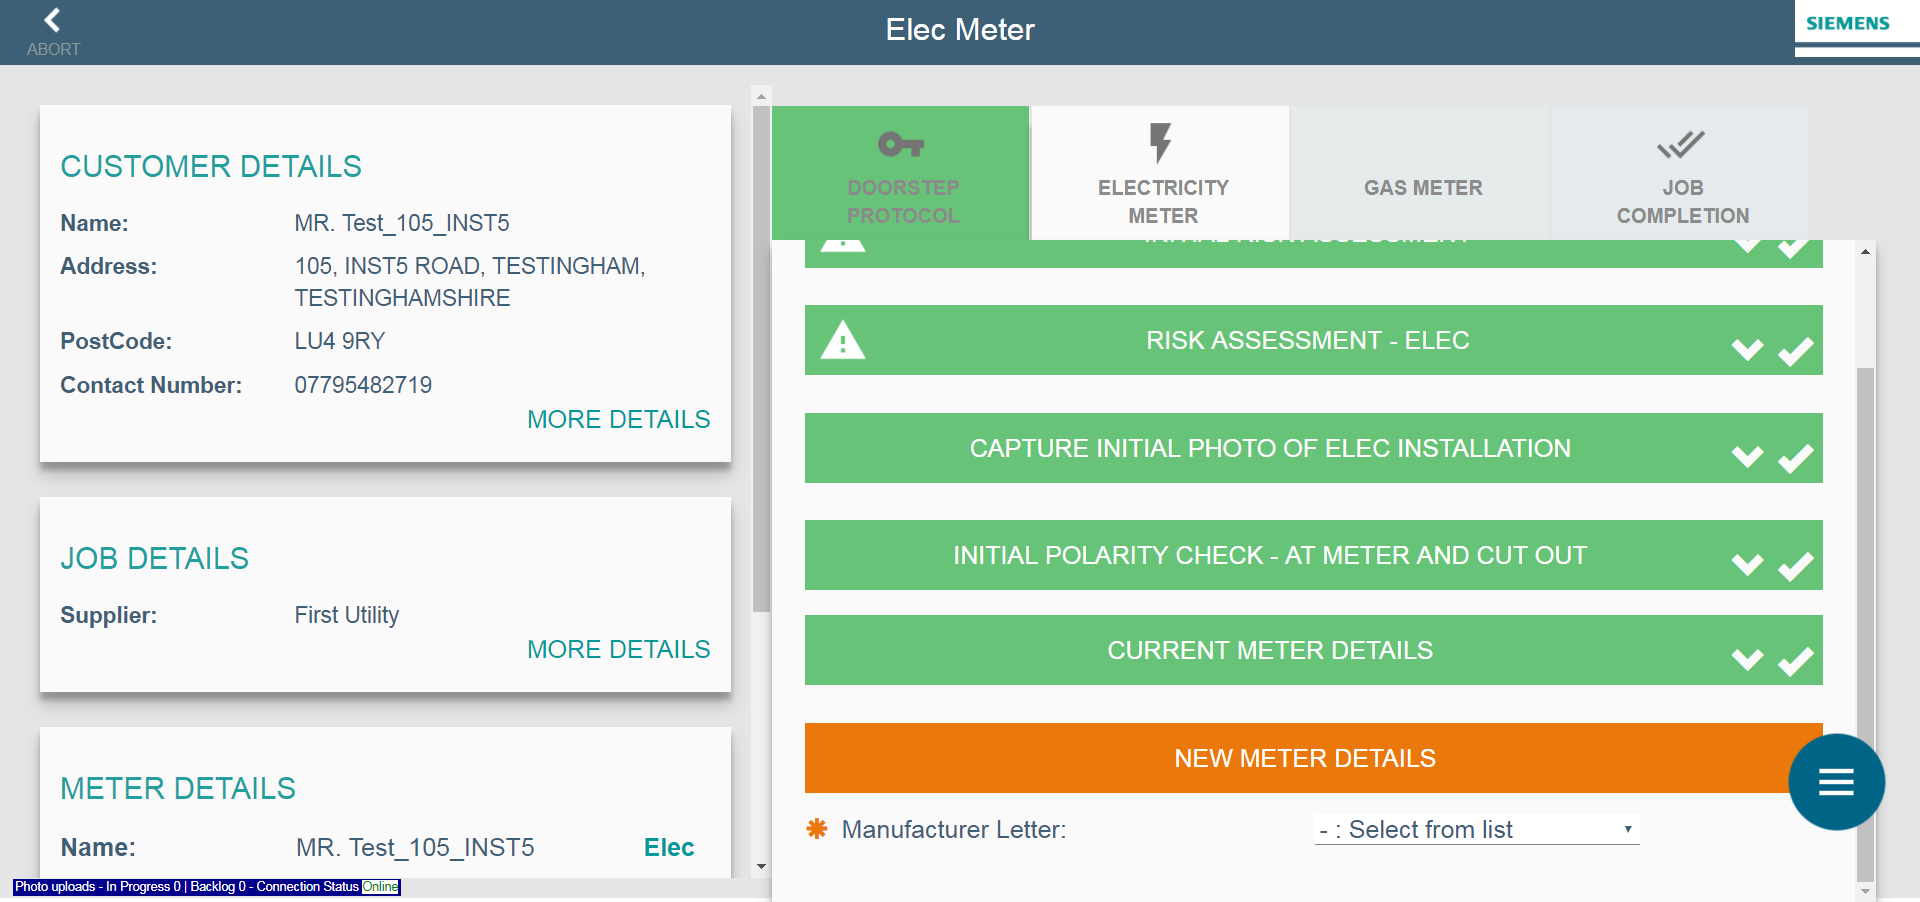 ABORT
Elec Meter
SIEMENS
CUSTOMER DETAILS
Name: MR. Test_105_INST5
Address: 105, INST5 ROAD, TESTINGHAM,
TESTINGHAMSHIRE
PostCode: LU4 9RY
Contact Number: 07795482719
MORE DETAILS
JOB DETAILS
Supplier: First Utility
MORE DETAILS
METER DETAILS
Name: MR. Test_105_INST5 Elec
Photo uploads - In Progress 0 | Backlog 0 - Connection Status Online
DOORSTEP
PROTOCOL
ELECTRICITY
METER
GAS METER
JOB
COMPLETION
INITIAL RISK ASSESSMENT
RISK ASSESSMENT - ELEC
CAPTURE INITIAL PHOTO OF ELEC INSTALLATION
INITIAL POLARITY CHECK - AT METER AND CUT OUT
CURRENT METER DETAILS
NEW METER DETAILS
✱ Manufacturer Letter: - : Select from list